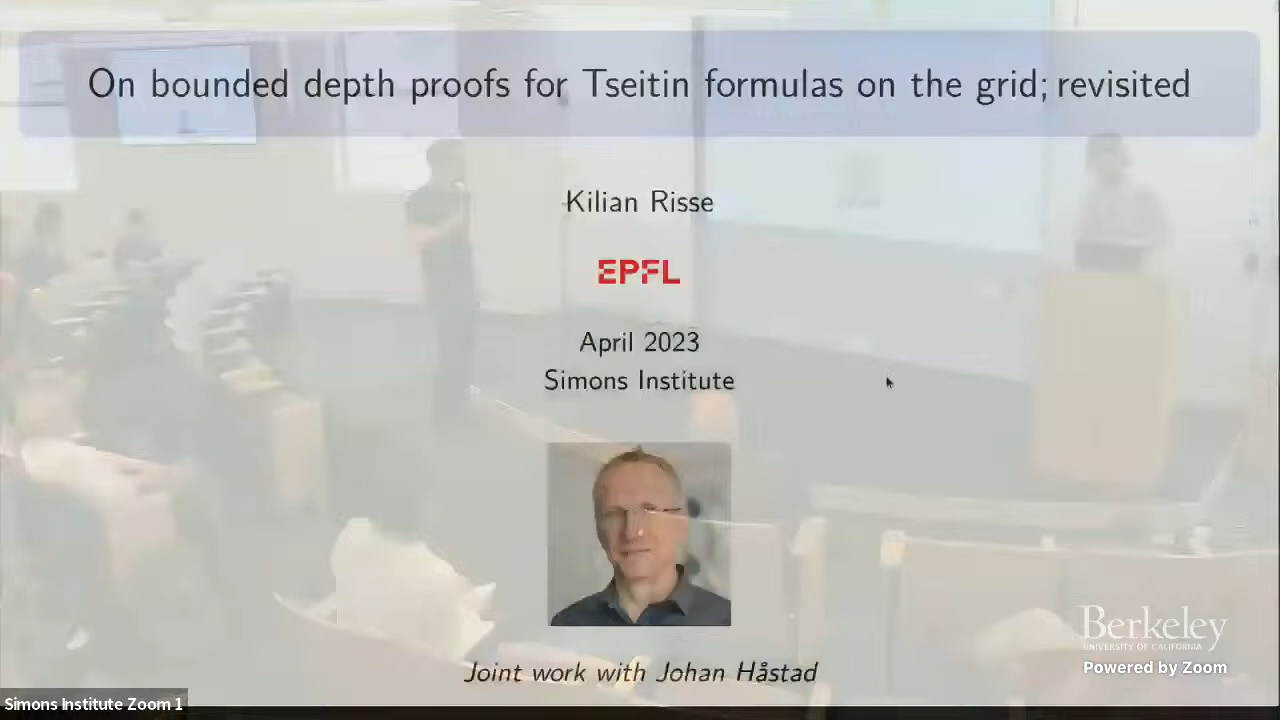 On bounded depth proofs for Tseitin formulas on the grid; revisited
Kilian Risse
EPFL
April 2023
Simons Institute
Joint work with Johan Håstad
Berkeley
UNIVERSITY OF CALIFORNIA
Powered by Zoom
Simons Institute Zoom 1